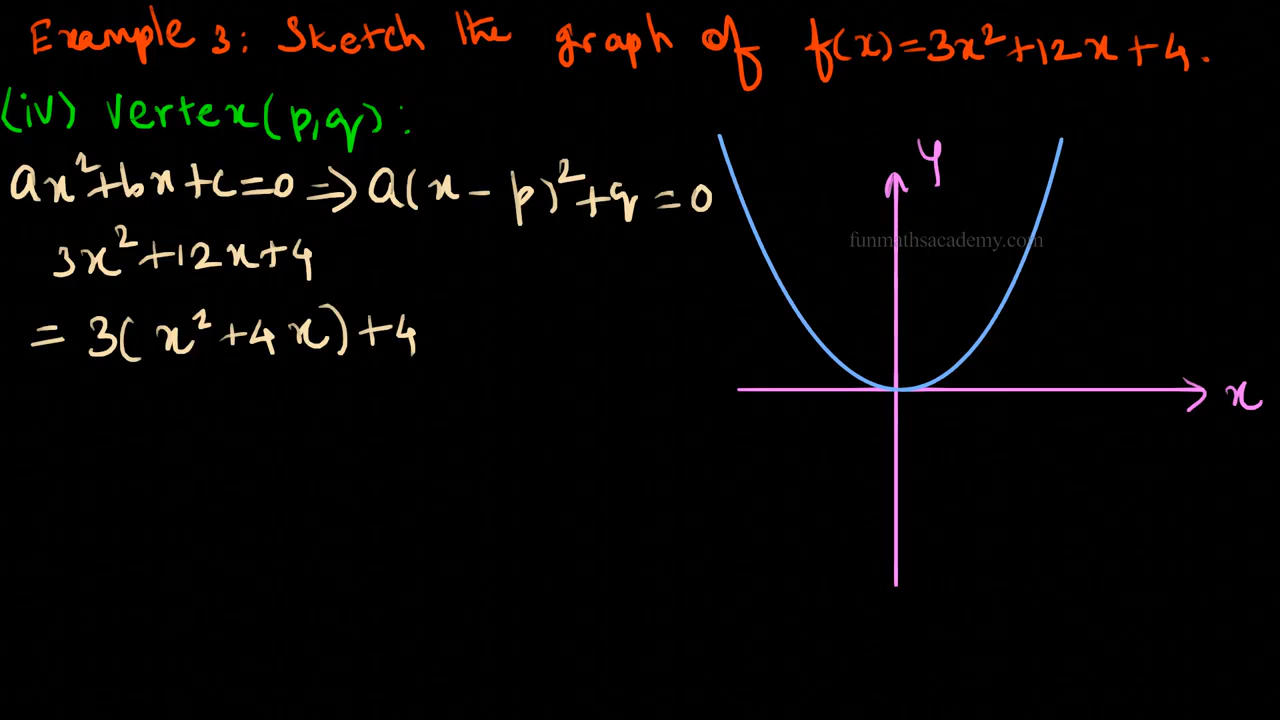 Example 3: Sketch the graph of f(x)=3x²+12x+4.
(iv) Vertex(p,q):
ax²+bx+c=0⇒a(x-p)²+q=0
3x²+12x+4
=3(x²+4x)+4
y
funmathsacademy.com
x